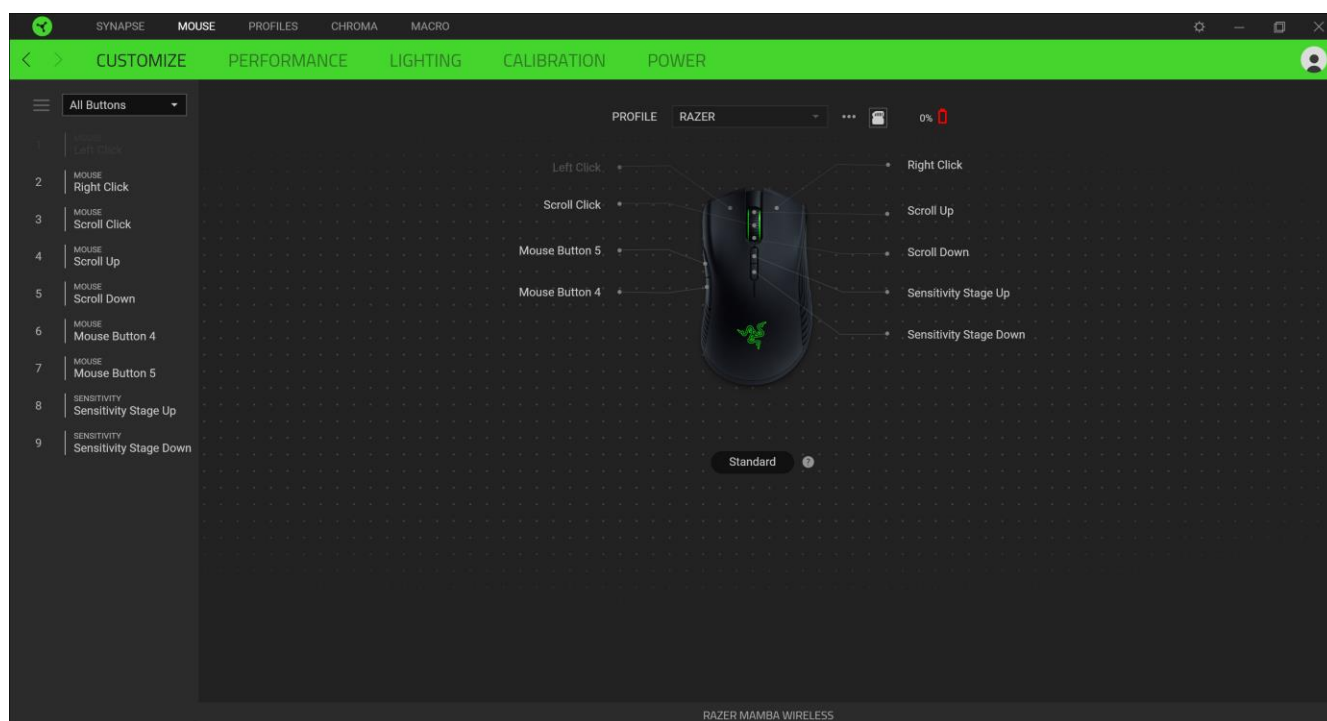 SYNAPSE MOUSE PROFILES CHROMA MACRO
CUSTOMIZE PERFORMANCE LIGHTING CALIBRATION POWER
All Buttons
PROFILE RAZER 0%
1 MOUSE
Left Click
2 MOUSE
Right Click
3 MOUSE
Scroll Click
4 MOUSE
Scroll Up
5 MOUSE
Scroll Down
6 MOUSE
Mouse Button 4
7 MOUSE
Mouse Button 5
8 SENSITIVITY
Sensitivity Stage Up
9 SENSITIVITY
Sensitivity Stage Down
Left Click
Scroll Click
Mouse Button 5
Mouse Button 4
Right Click
Scroll Up
Scroll Down
Sensitivity Stage Up
Sensitivity Stage Down
Standard ?
RAZER MAMBA WIRELESS